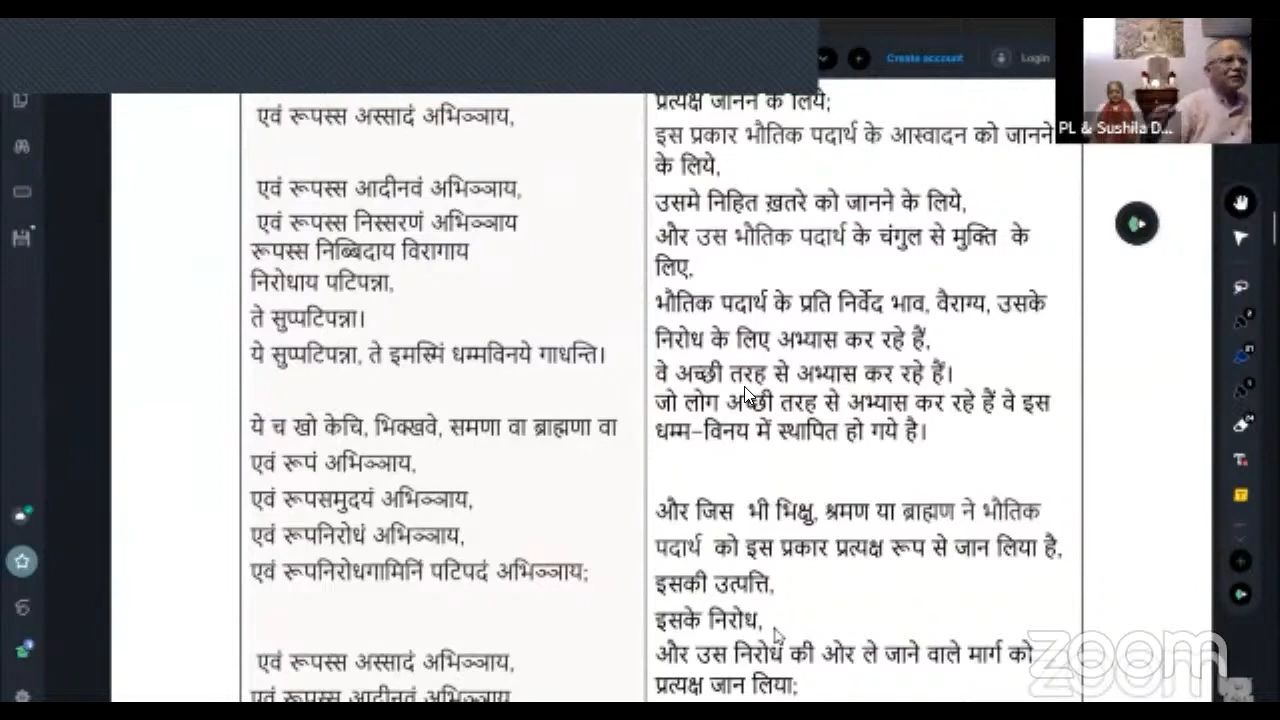 Create account
Login
PL & Sushila D...
एवं रूपस्स अस्सादं अभिञ्ञाय,
एवं रूपस्स आदीनवं अभिञ्ञाय,
एवं रूपस्स निस्सरणं अभिञ्ञाय
रूपस्स निब्बिदाय विरागाय
निरोधाय पटिपन्ना,
ते सुप्पटिपन्ना।
ये सुप्पटिपन्ना, ते इमस्मिं धम्मविनये गाधन्ति।
ये च खो केचि, भिक्खवे, समणा वा ब्राह्मणा वा
एवं रूपं अभिञ्ञाय,
एवं रूपसमुदयं अभिञ्ञाय,
एवं रूपनिरोधं अभिञ्ञाय,
एवं रूपनिरोधगामिनिं पटिपदं अभिञ्ञाय;
एवं रूपस्स अस्सादं अभिञ्ञाय,
एवं रूपस्स आदीनवं अभिञ्ञाय
प्रत्यक्ष जानने के लिये;
इस प्रकार भौतिक पदार्थ के आस्वादन को जानने
के लिये,
उसमे निहित ख़तरे को जानने के लिये,
और उस भौतिक पदार्थ के चंगुल से मुक्ति के
लिए,
भौतिक पदार्थ के प्रति निर्वेद भाव, वैराग्य, उसके
निरोध के लिए अभ्यास कर रहे हैं,
वे अच्छी तरह से अभ्यास कर रहे हैं।
जो लोग अच्छी तरह से अभ्यास कर रहे हैं वे इस
धम्म-विनय में स्थापित हो गये है।
और जिस भी भिक्षु, श्रमण या ब्राह्मण ने भौतिक
पदार्थ को इस प्रकार प्रत्यक्ष रूप से जान लिया है,
इसकी उत्पत्ति,
इसके निरोध,
और उस निरोध की ओर ले जाने वाले मार्ग को
प्रत्यक्ष जान लिया;
zoom